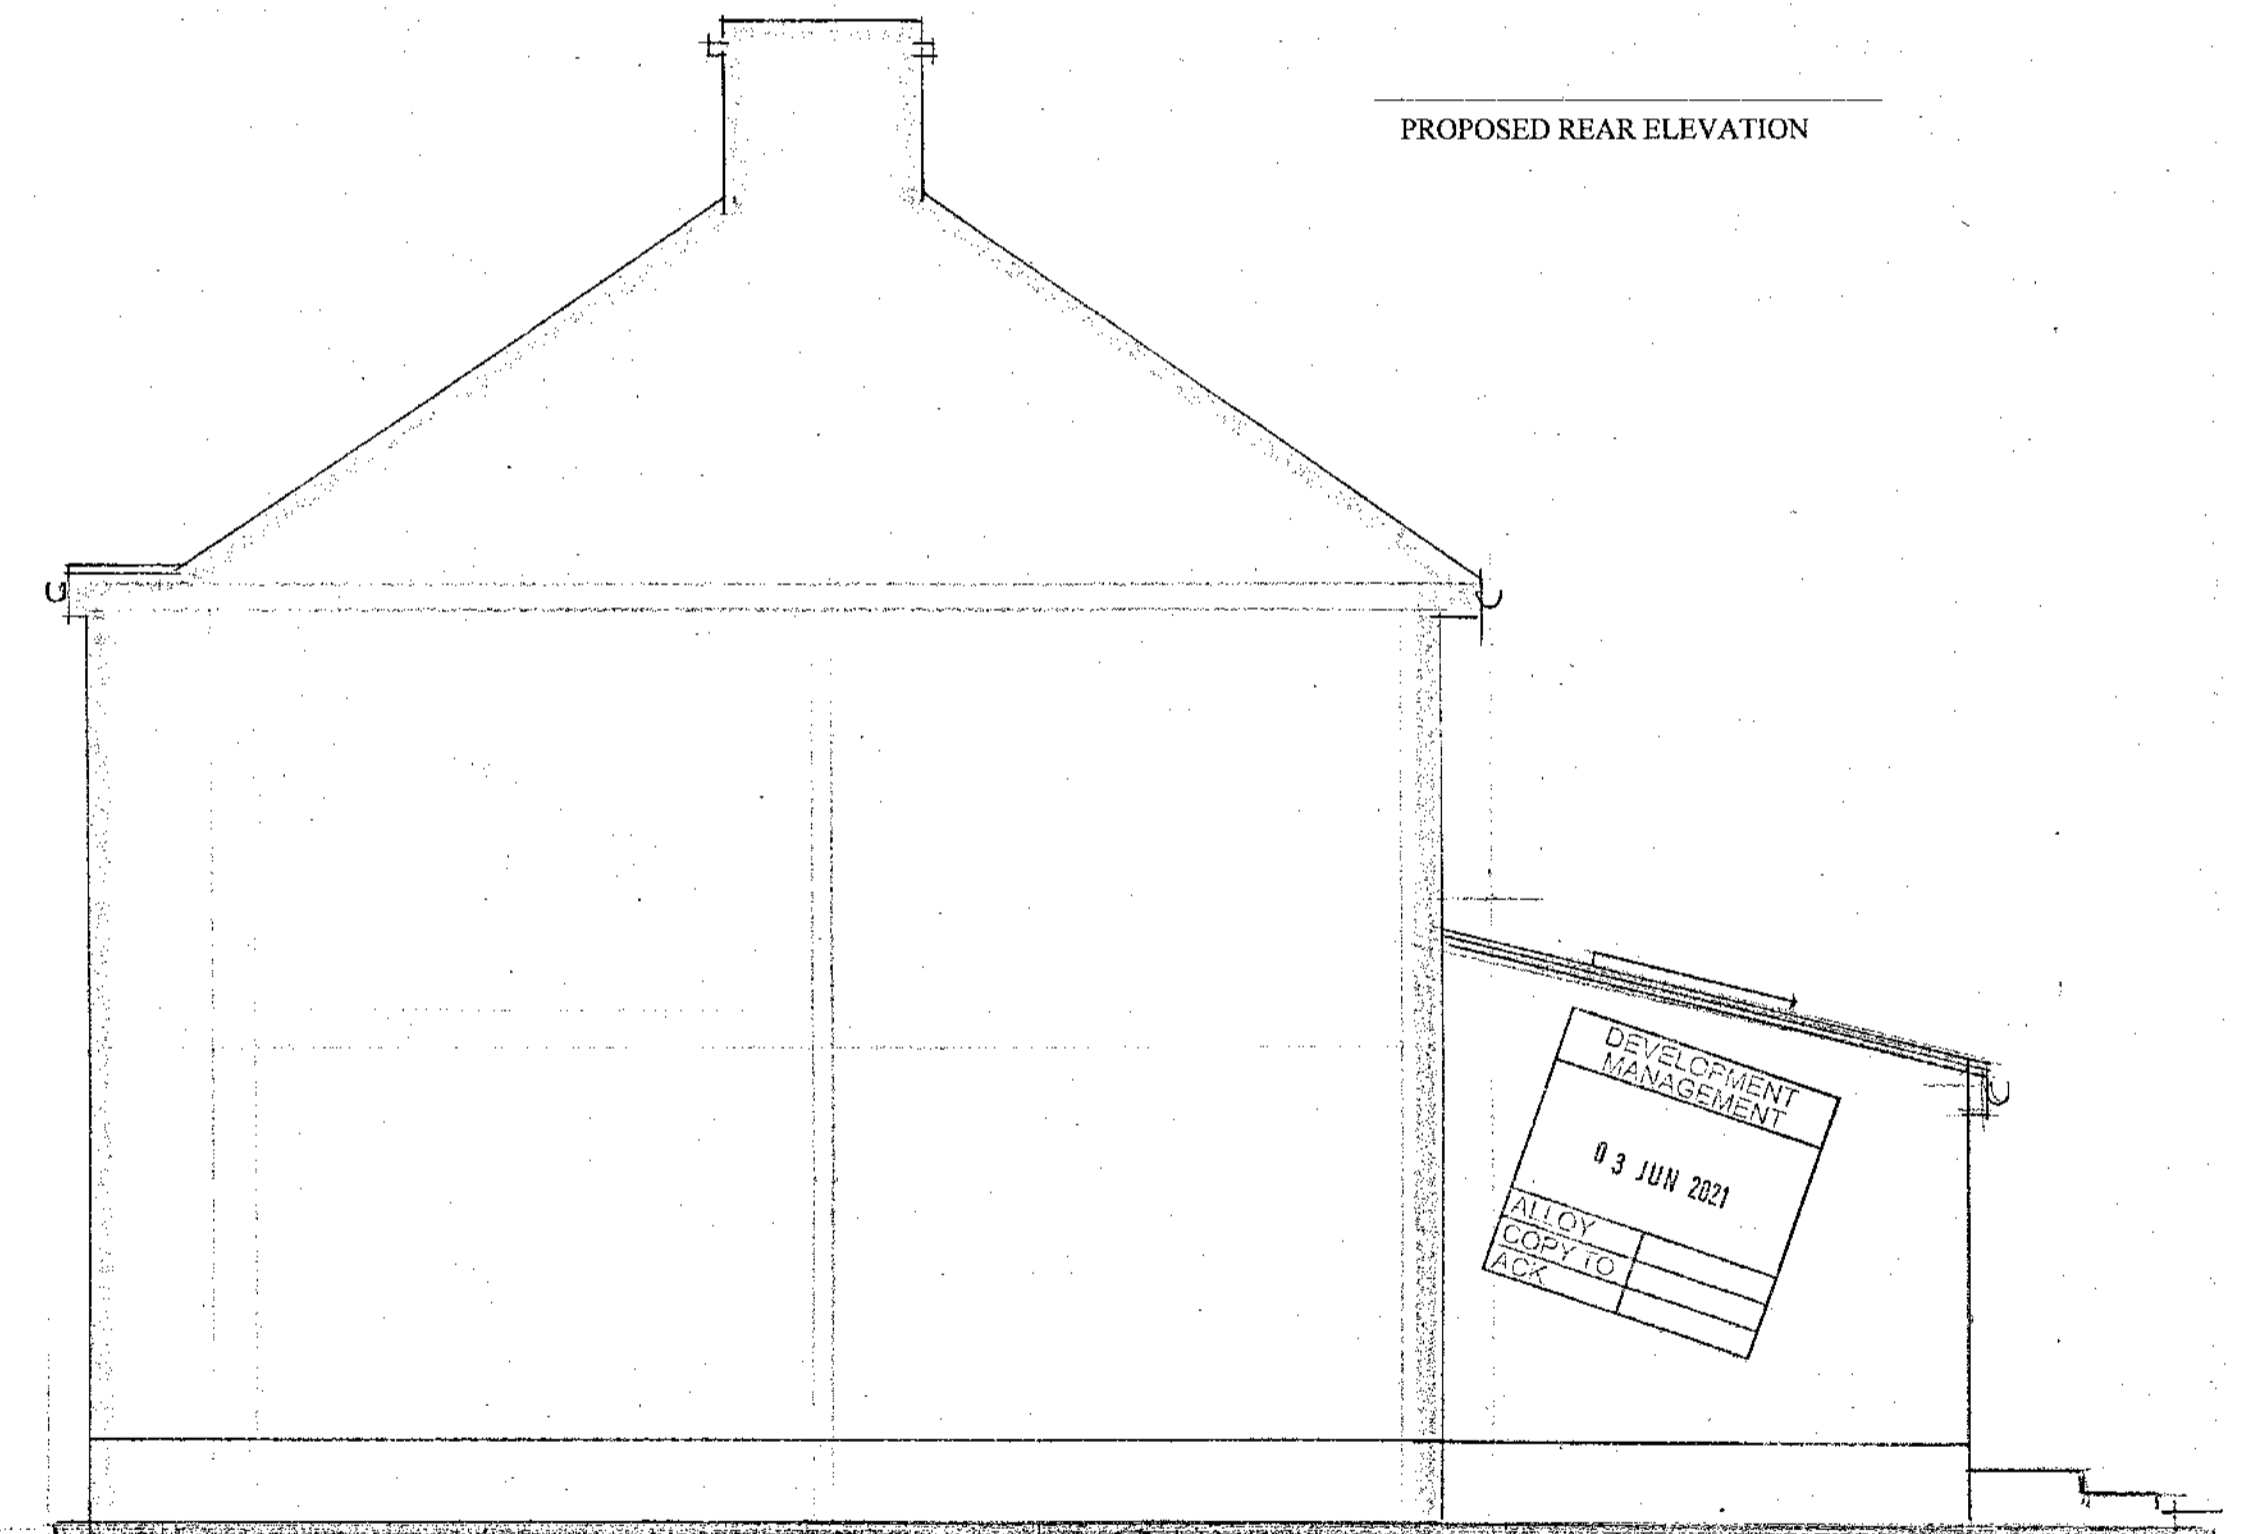 PROPOSED REAR ELEVATION
DEVELOPMENT
MANAGEMENT
03 JUN 2021
ALLOY
COPY TO
ACK